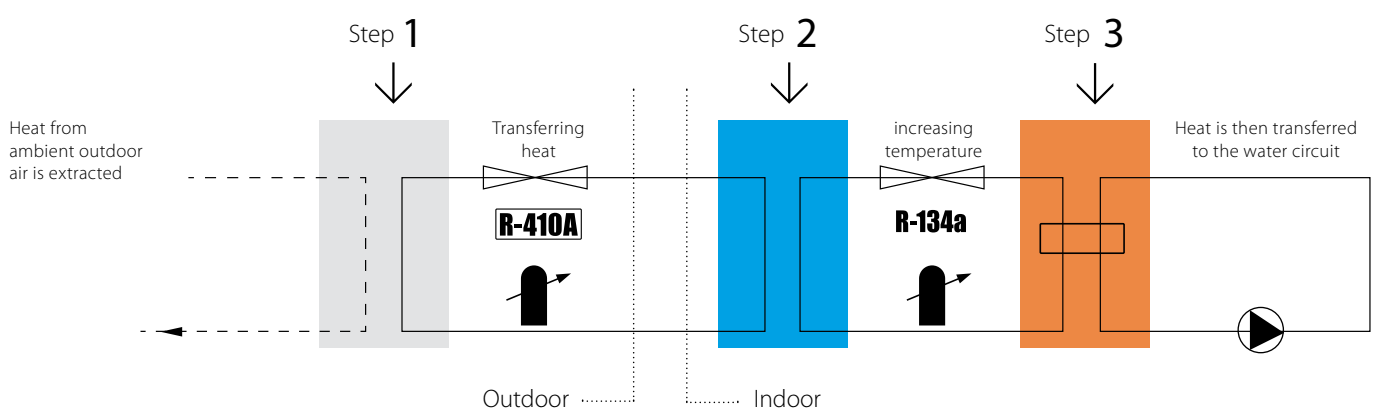 Step 1
Step 2
Step 3
Heat from
ambient outdoor
air is extracted
Transferring
heat
increasing
temperature
Heat is then transferred
to the water circuit
R-410A
R-134a
Outdoor
Indoor